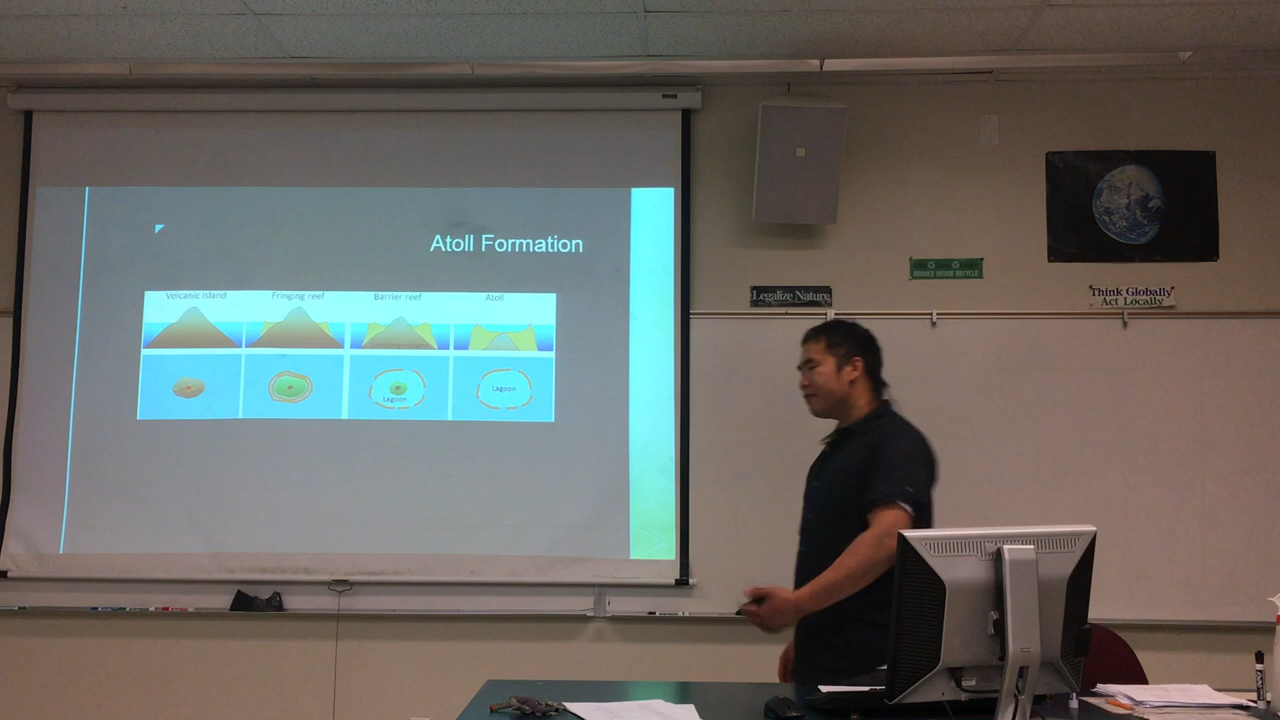 Atoll Formation
Volcanic island
Fringing reef
Barrier reef
Atoll
Lagoon
Lagoon
REDUCE REUSE RECYCLE
Legalize Nature
Think Globally
Act Locally